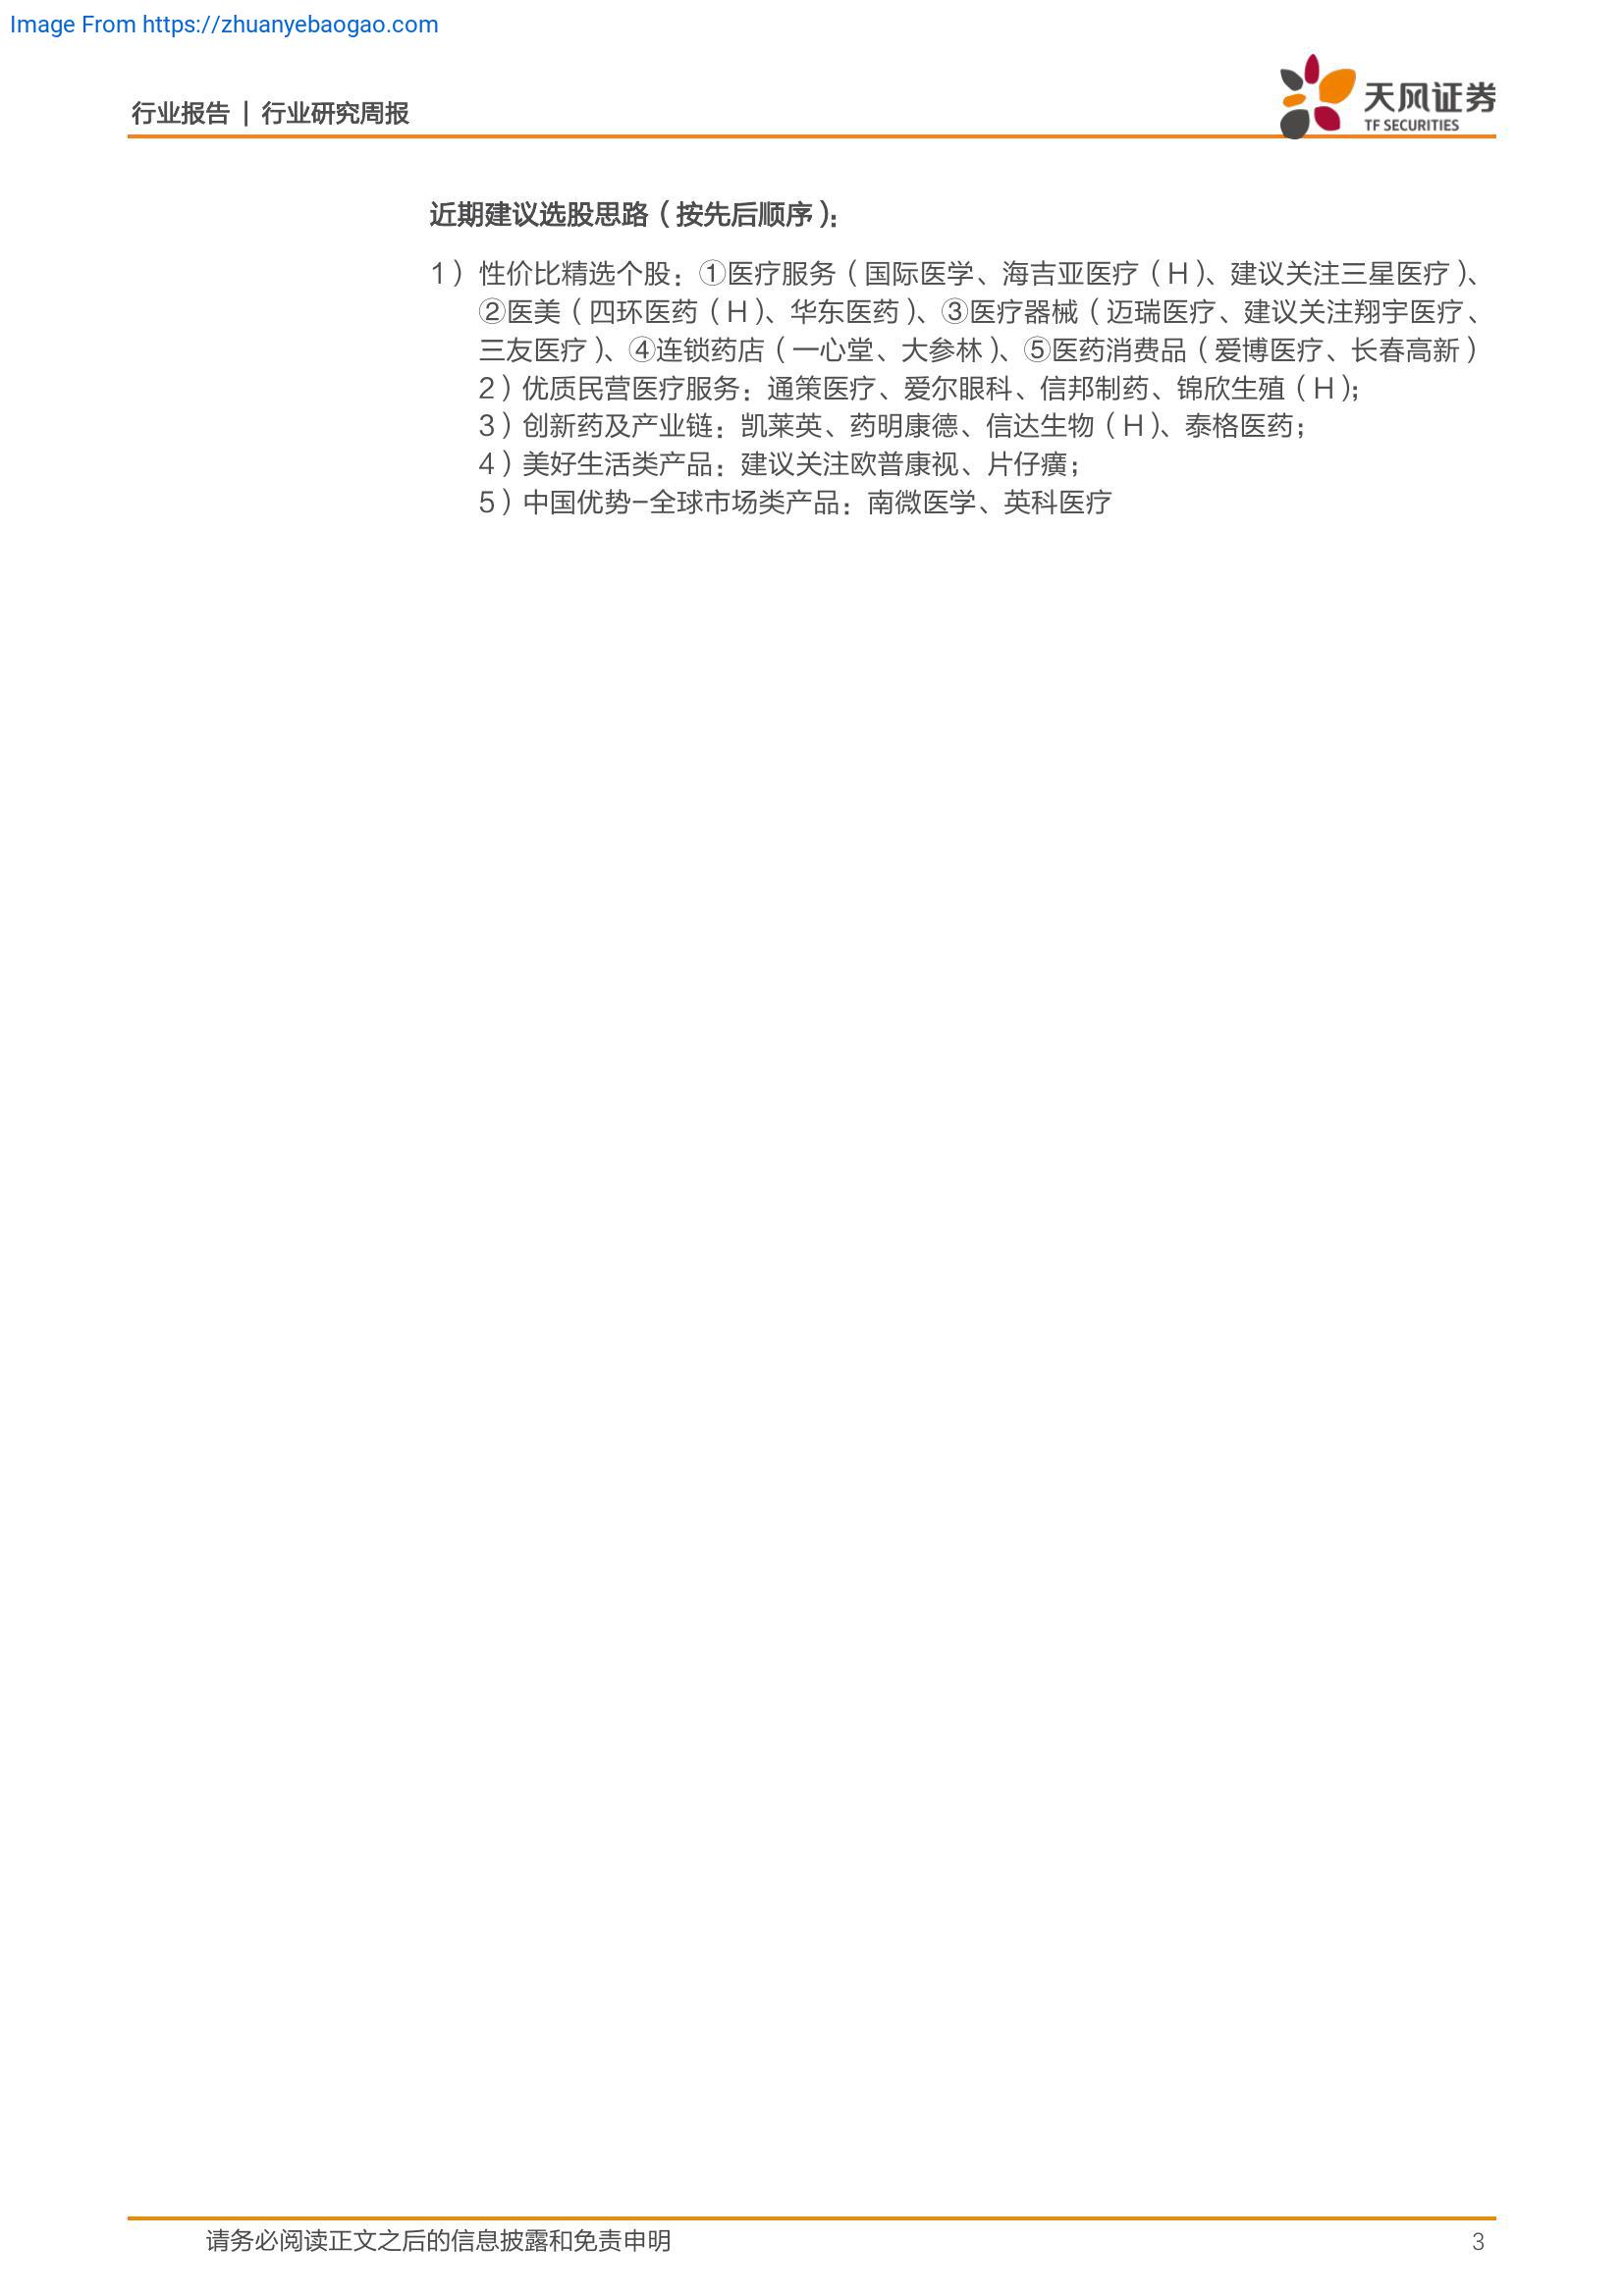 Image From https://zhuanyebaogao.com
行业报告 | 行业研究周报
天风证券
TF SECURITIES
近期建议选股思路（按先后顺序）：
1） 性价比精选个股：①医疗服务（国际医学、海吉亚医疗（H）、建议关注三星医疗）、
②医美（四环医药（H）、华东医药）、③医疗器械（迈瑞医疗、建议关注翔宇医疗、
三友医疗）、④连锁药店（一心堂、大参林）、⑤医药消费品（爱博医疗、长春高新）
2）优质民营医疗服务：通策医疗、爱尔眼科、信邦制药、锦欣生殖（H）；
3）创新药及产业链：凯莱英、药明康德、信达生物（H）、泰格医药；
4）美好生活类产品：建议关注欧普康视、片仔癀；
5）中国优势-全球市场类产品：南微医学、英科医疗
请务必阅读正文之后的信息披露和免责申明
3